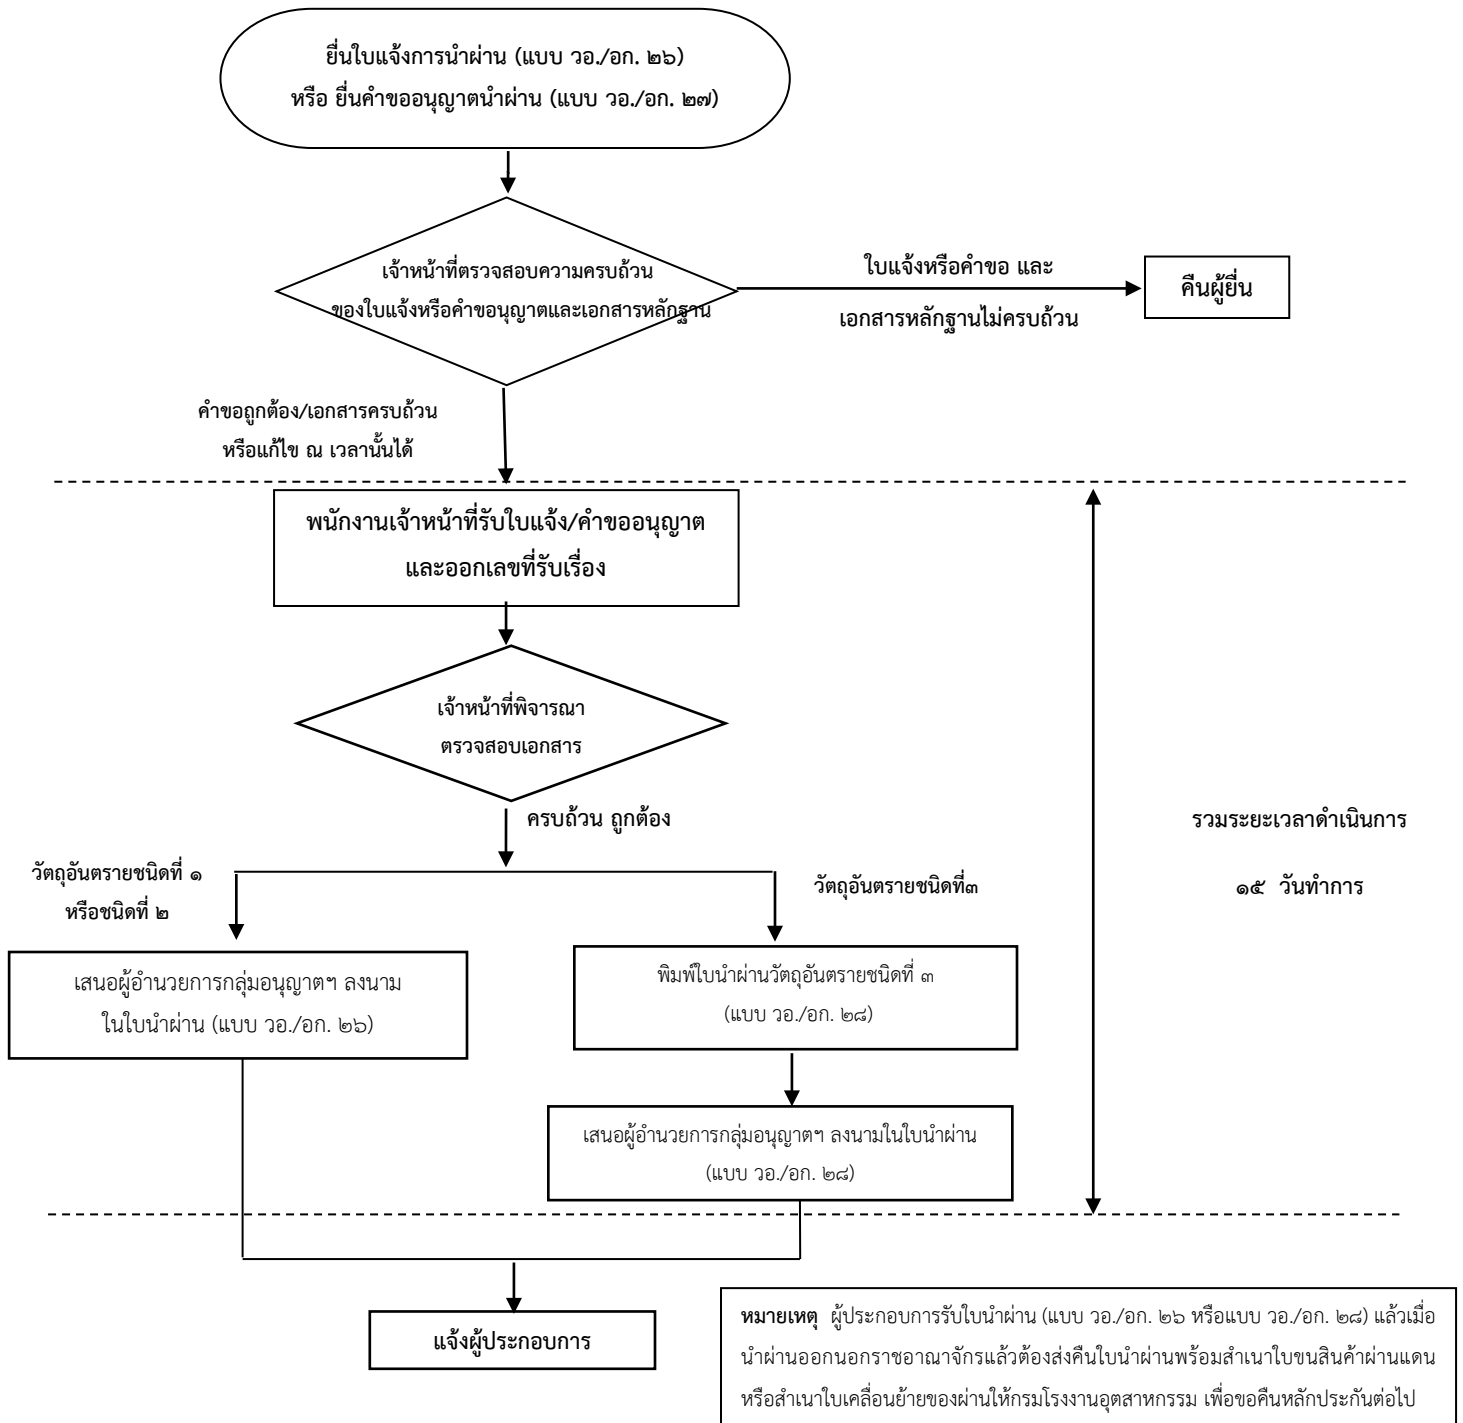 ยื่นใบแจ้งการนำผ่าน (แบบ วอ./อก. ๒๖)
หรือ ยื่นคำขออนุญาตนำผ่าน (แบบ วอ./อก. ๒๗)
เจ้าหน้าที่ตรวจสอบความครบถ้วน
ของใบแจ้งหรือคำขอนุญาตและเอกสารหลักฐาน
ใบแจ้งหรือคำขอ และ
เอกสารหลักฐานไม่ครบถ้วน
คืนผู้ยื่น
คำขอถูกต้อง/เอกสารครบถ้วน
หรือแก้ไข ณ เวลานั้นได้
พนักงานเจ้าหน้าที่รับใบแจ้ง/คำขออนุญาต
และออกเลขที่รับเรื่อง
เจ้าหน้าที่พิจารณา
ตรวจสอบเอกสาร
ครบถ้วน ถูกต้อง
รวมระยะเวลาดำเนินการ
๑๕ วันทำการ
วัตถุอันตรายชนิดที่ ๑
หรือชนิดที่ ๒
วัตถุอันตรายชนิดที่๓
เสนอผู้อำนวยการกลุ่มอนุญาตฯ ลงนาม
ในใบนำผ่าน (แบบ วอ./อก. ๒๖)
พิมพ์ใบนำผ่านวัตถุอันตรายชนิดที่ ๓
(แบบ วอ./อก. ๒๘)
เสนอผู้อำนวยการกลุ่มอนุญาตฯ ลงนามในใบนำผ่าน
(แบบ วอ./อก. ๒๘)
แจ้งผู้ประกอบการ
หมายเหตุ ผู้ประกอบการรับใบนำผ่าน (แบบ วอ./อก. ๒๖ หรือแบบ วอ./อก. ๒๘) แล้วเมื่อ
นำผ่านออกนอกราชอาณาจักรแล้วต้องส่งคืนใบนำผ่านพร้อมสำเนาใบขนสินค้าผ่านแดน
หรือสำเนาใบเคลื่อนย้ายของผ่านให้กรมโรงงานอุตสาหกรรม เพื่อขอคืนหลักประกันต่อไป